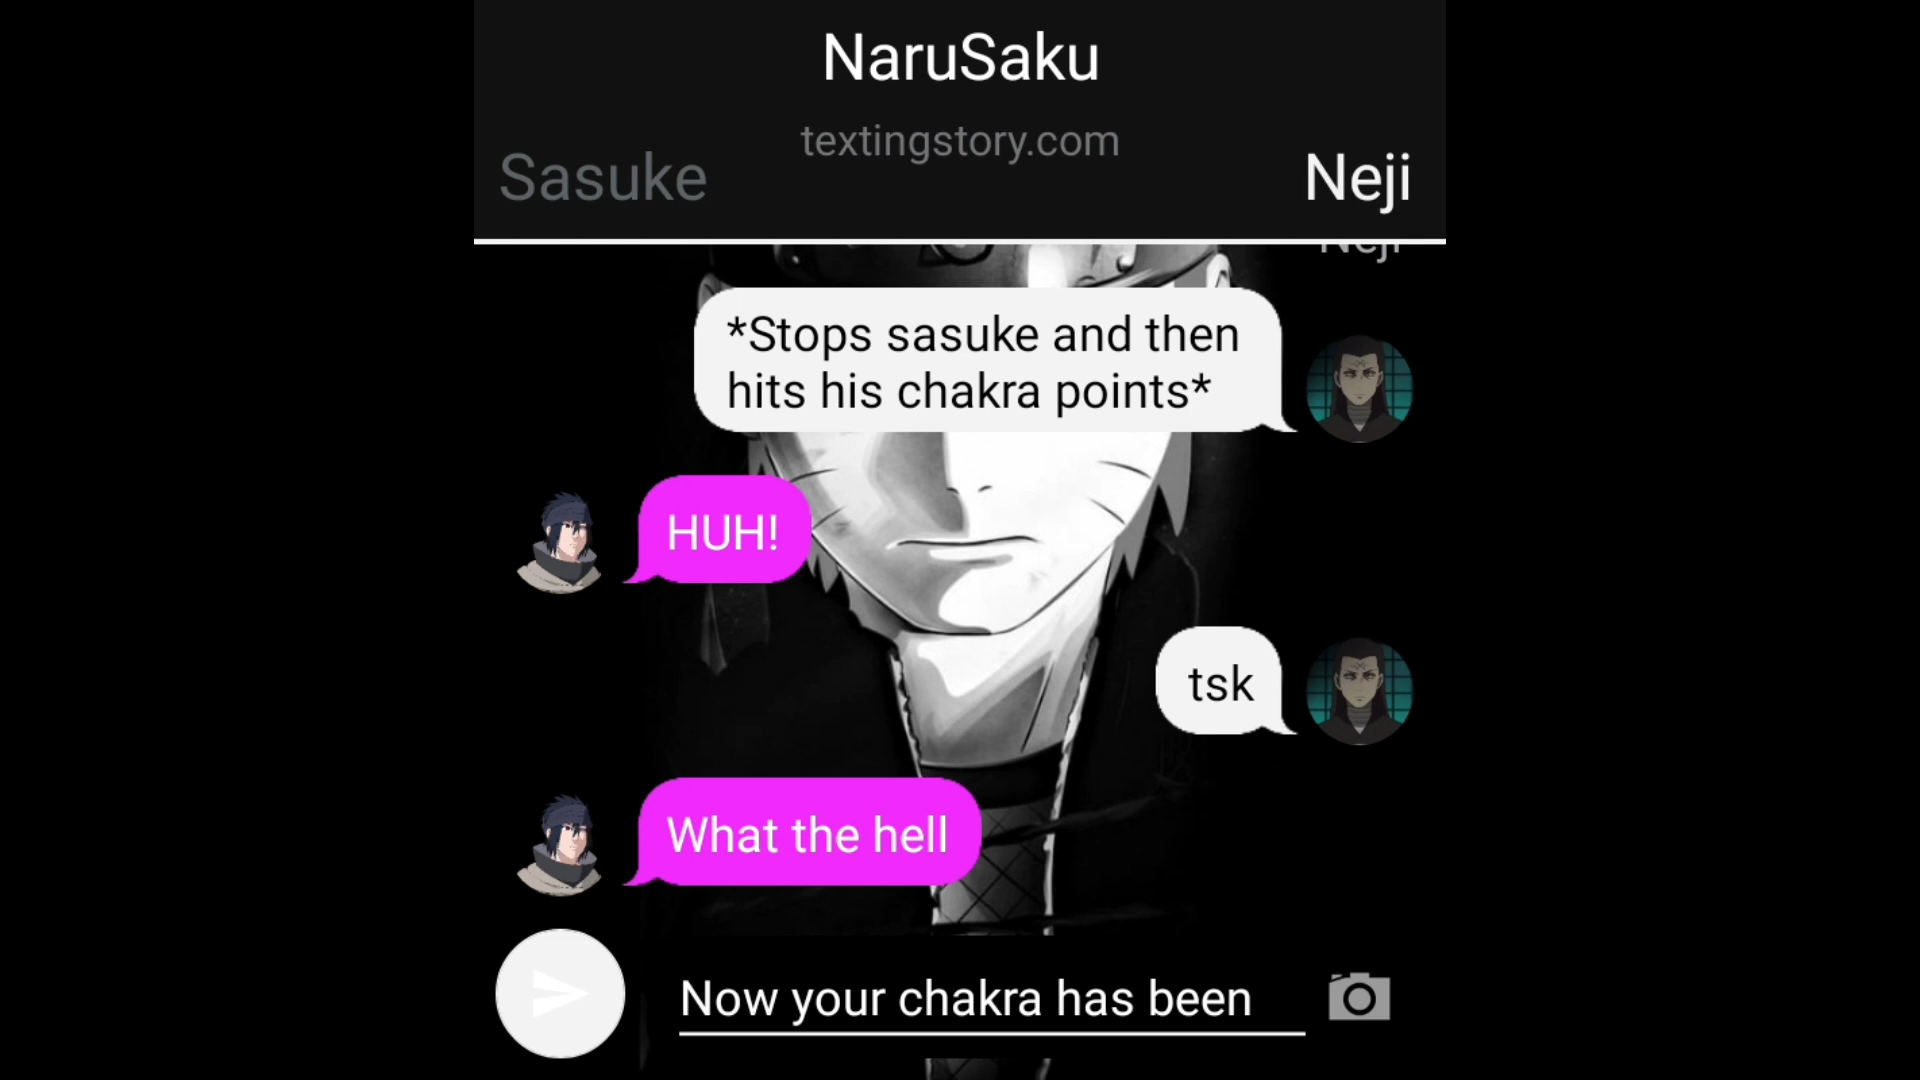 NaruSaku
textingstory.com
Sasuke
Neji
Neji
*Stops sasuke and then
hits his chakra points*
HUH!
tsk
What the hell
Now your chakra has been